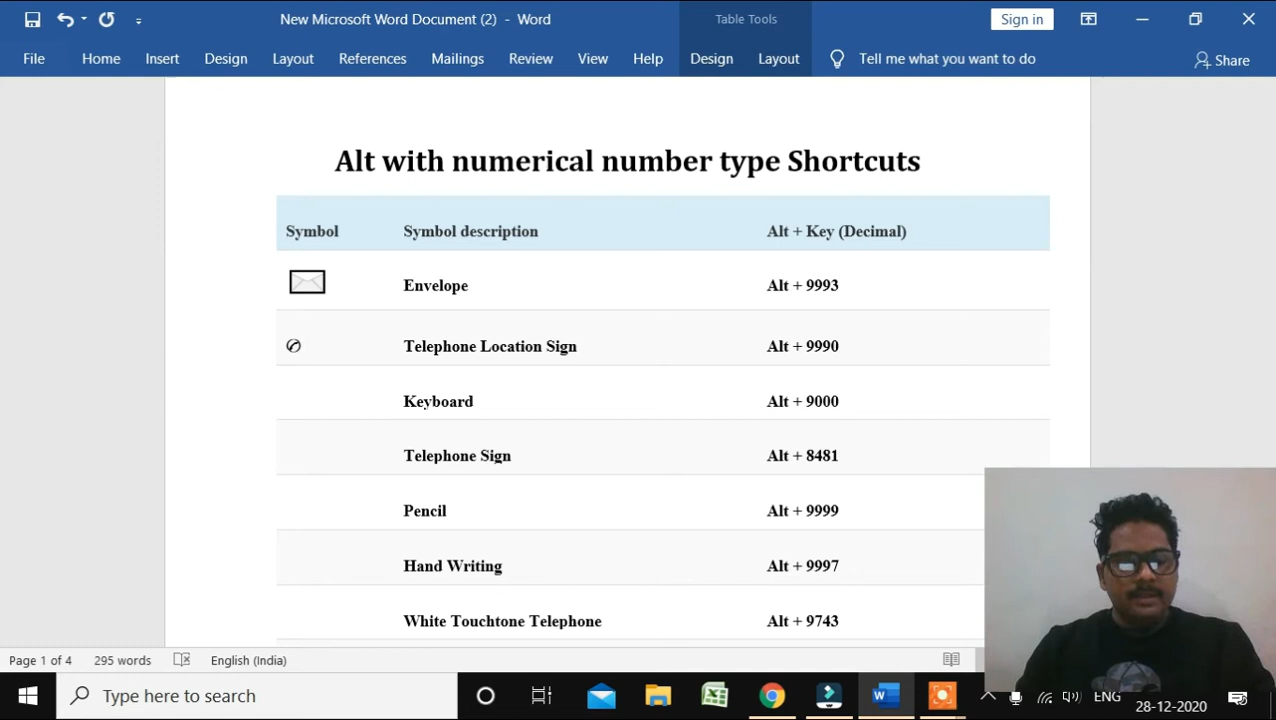 New Microsoft Word Document (2) - Word
Table Tools
Sign in
File Home Insert Design Layout References Mailings Review View Help Design Layout Tell me what you want to do Share
Alt with numerical number type Shortcuts
Symbol Symbol description Alt + Key (Decimal)
Envelope Alt + 9993
Telephone Location Sign Alt + 9990
Keyboard Alt + 9000
Telephone Sign Alt + 8481
Pencil Alt + 9999
Hand Writing Alt + 9997
White Touchtone Telephone Alt + 9743
Page 1 of 4 295 words English (India)
Type here to search
ENG
28-12-2020